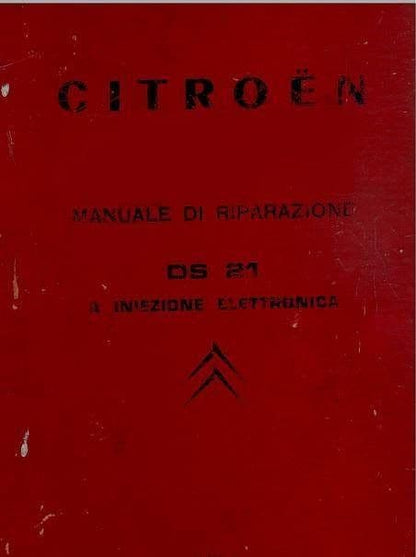 CITROËN
MANUALE DI RIPARAZIONE
DS 21
A INIEZIONE ELETTRONICA